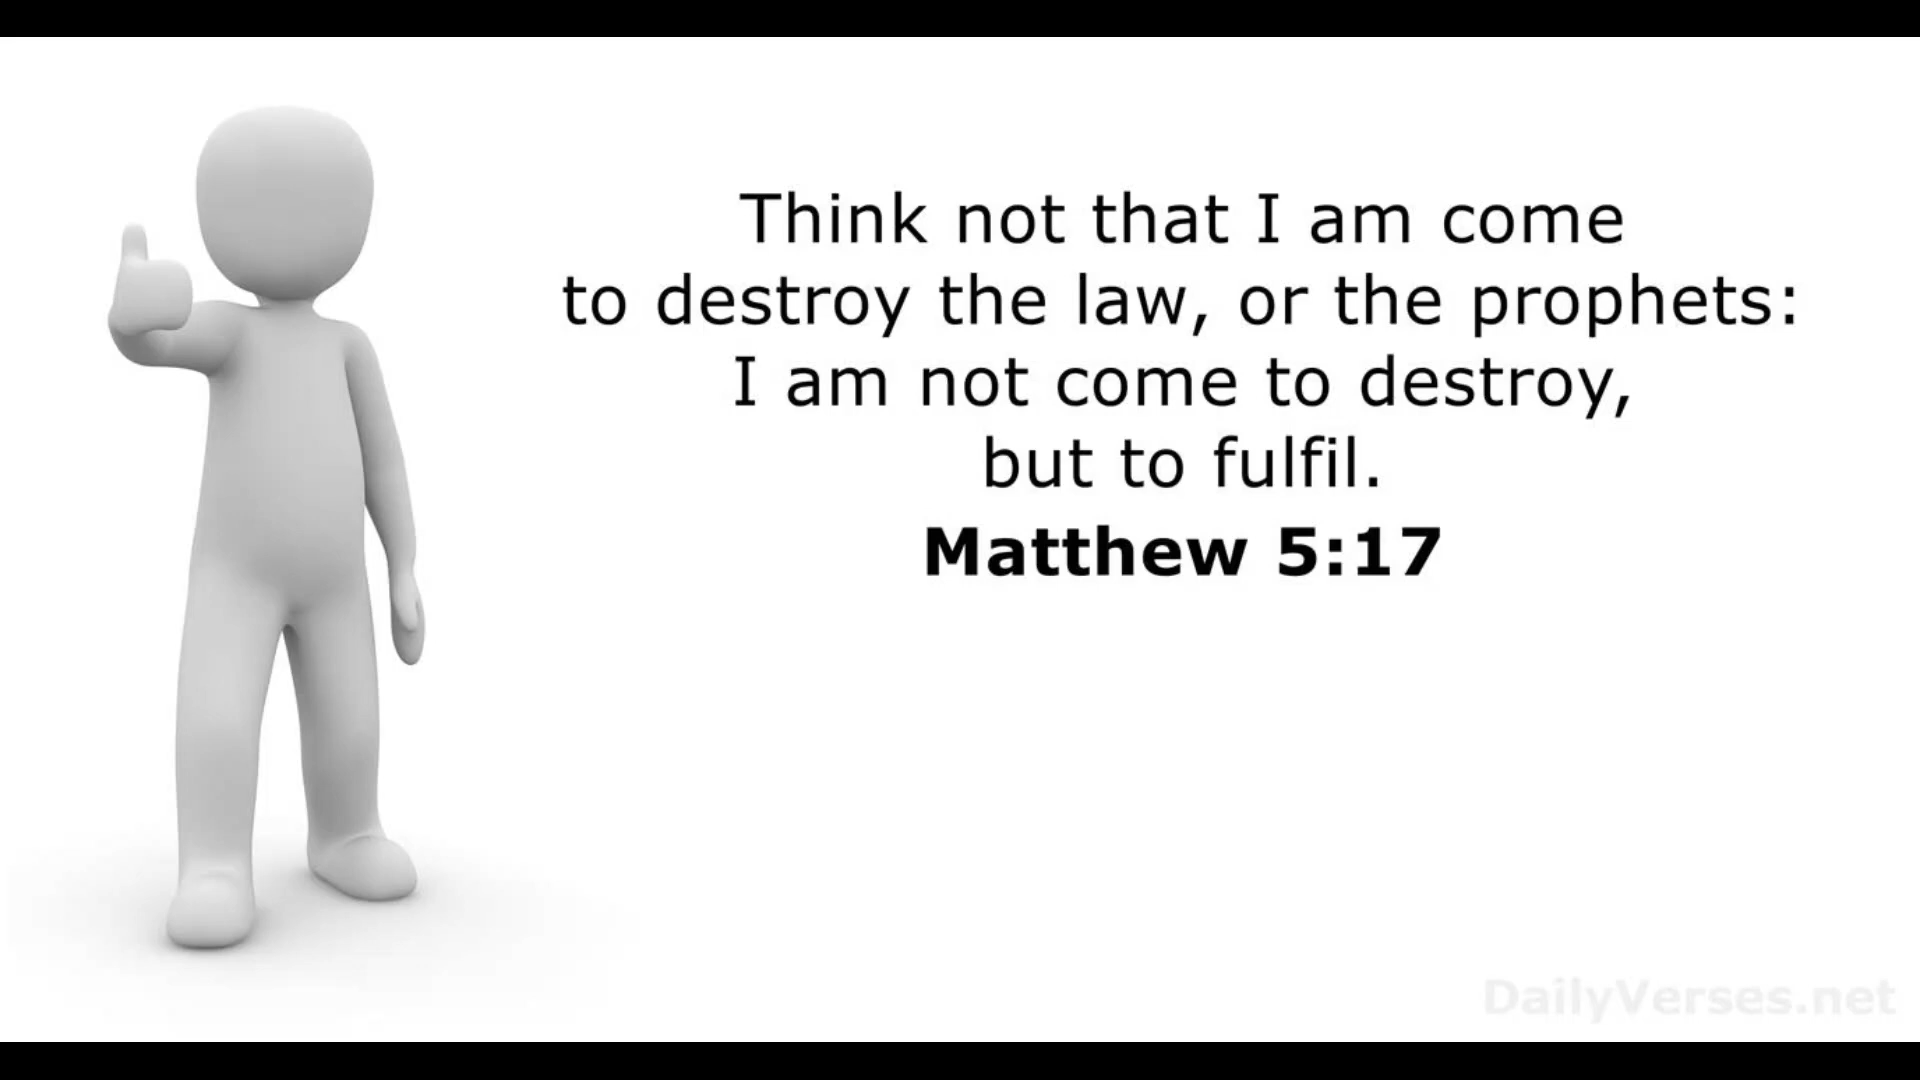 Think not that I am come
to destroy the law, or the prophets:
I am not come to destroy,
but to fulfil.
Matthew 5:17
DailyVerses.net